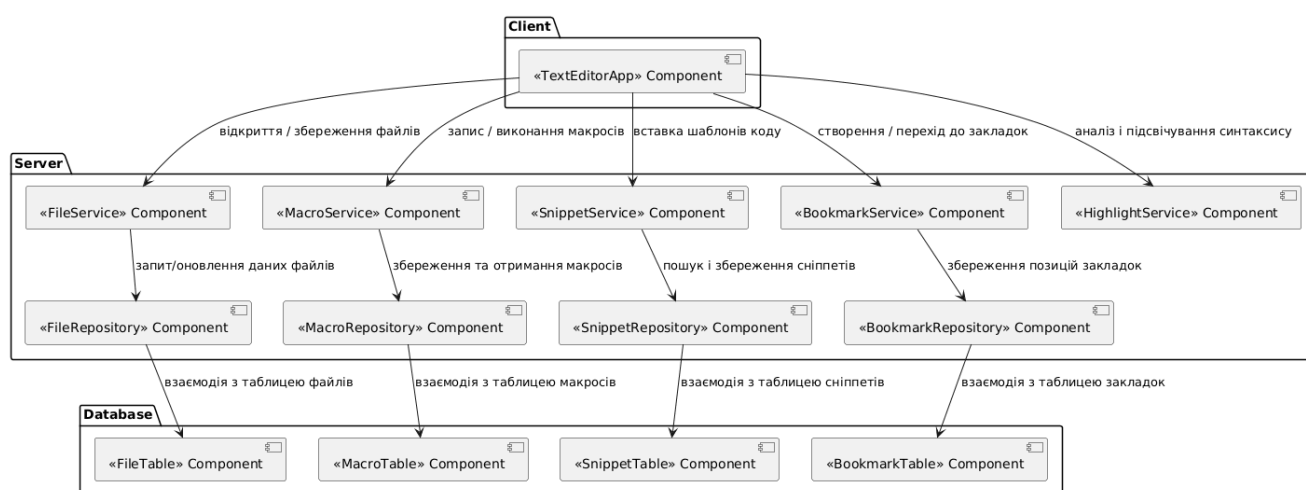 Client
«TextEditorApp» Component
відкриття / збереження файлів
запис / виконання макросів
вставка шаблонів коду
створення / перехід до закладок
аналіз і підсвічування синтаксису
Server
«FileService» Component
«MacroService» Component
«SnippetService» Component
«BookmarkService» Component
«HighlightService» Component
запит/оновлення даних файлів
збереження та отримання макросів
пошук і збереження сніппетів
збереження позицій закладок
«FileRepository» Component
«MacroRepository» Component
«SnippetRepository» Component
«BookmarkRepository» Component
взаємодія з таблицею файлів
взаємодія з таблицею макросів
взаємодія з таблицею сніппетів
взаємодія з таблицею закладок
Database
«FileTable» Component
«MacroTable» Component
«SnippetTable» Component
«BookmarkTable» Component